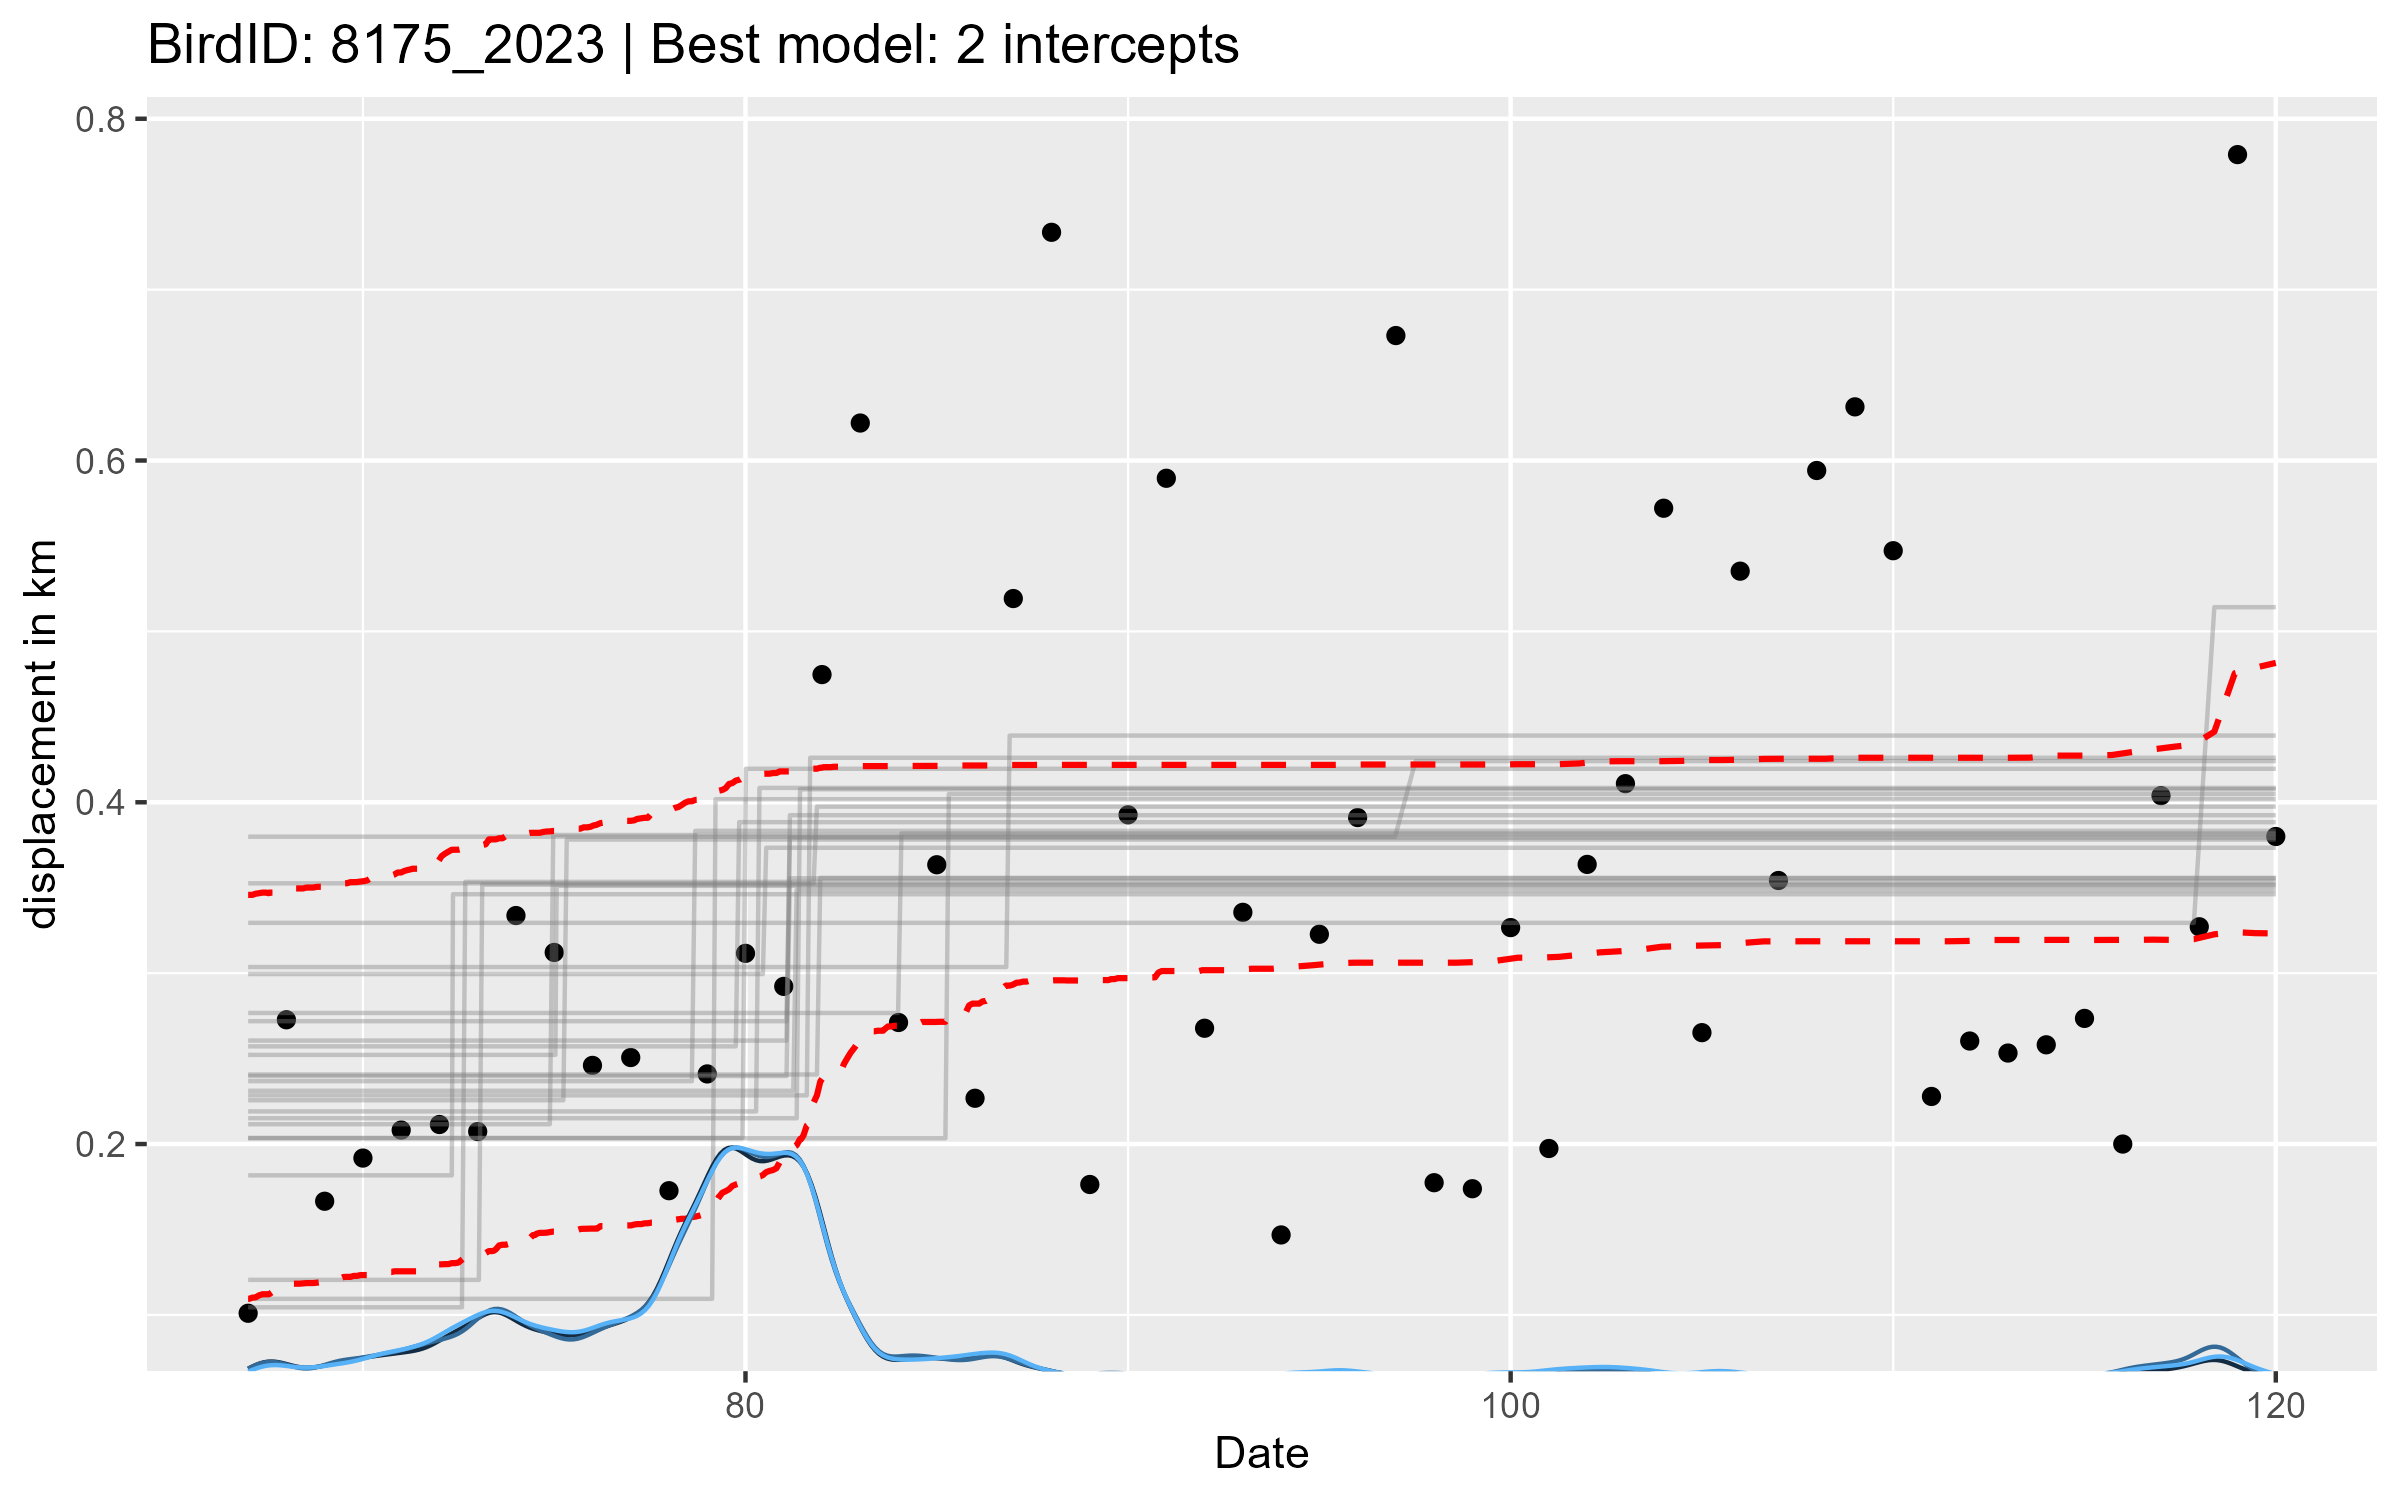 BirdID: 8175_2023 | Best model: 2 intercepts
0.8
0.6
0.4
0.2
displacement in km
80
100
120
Date